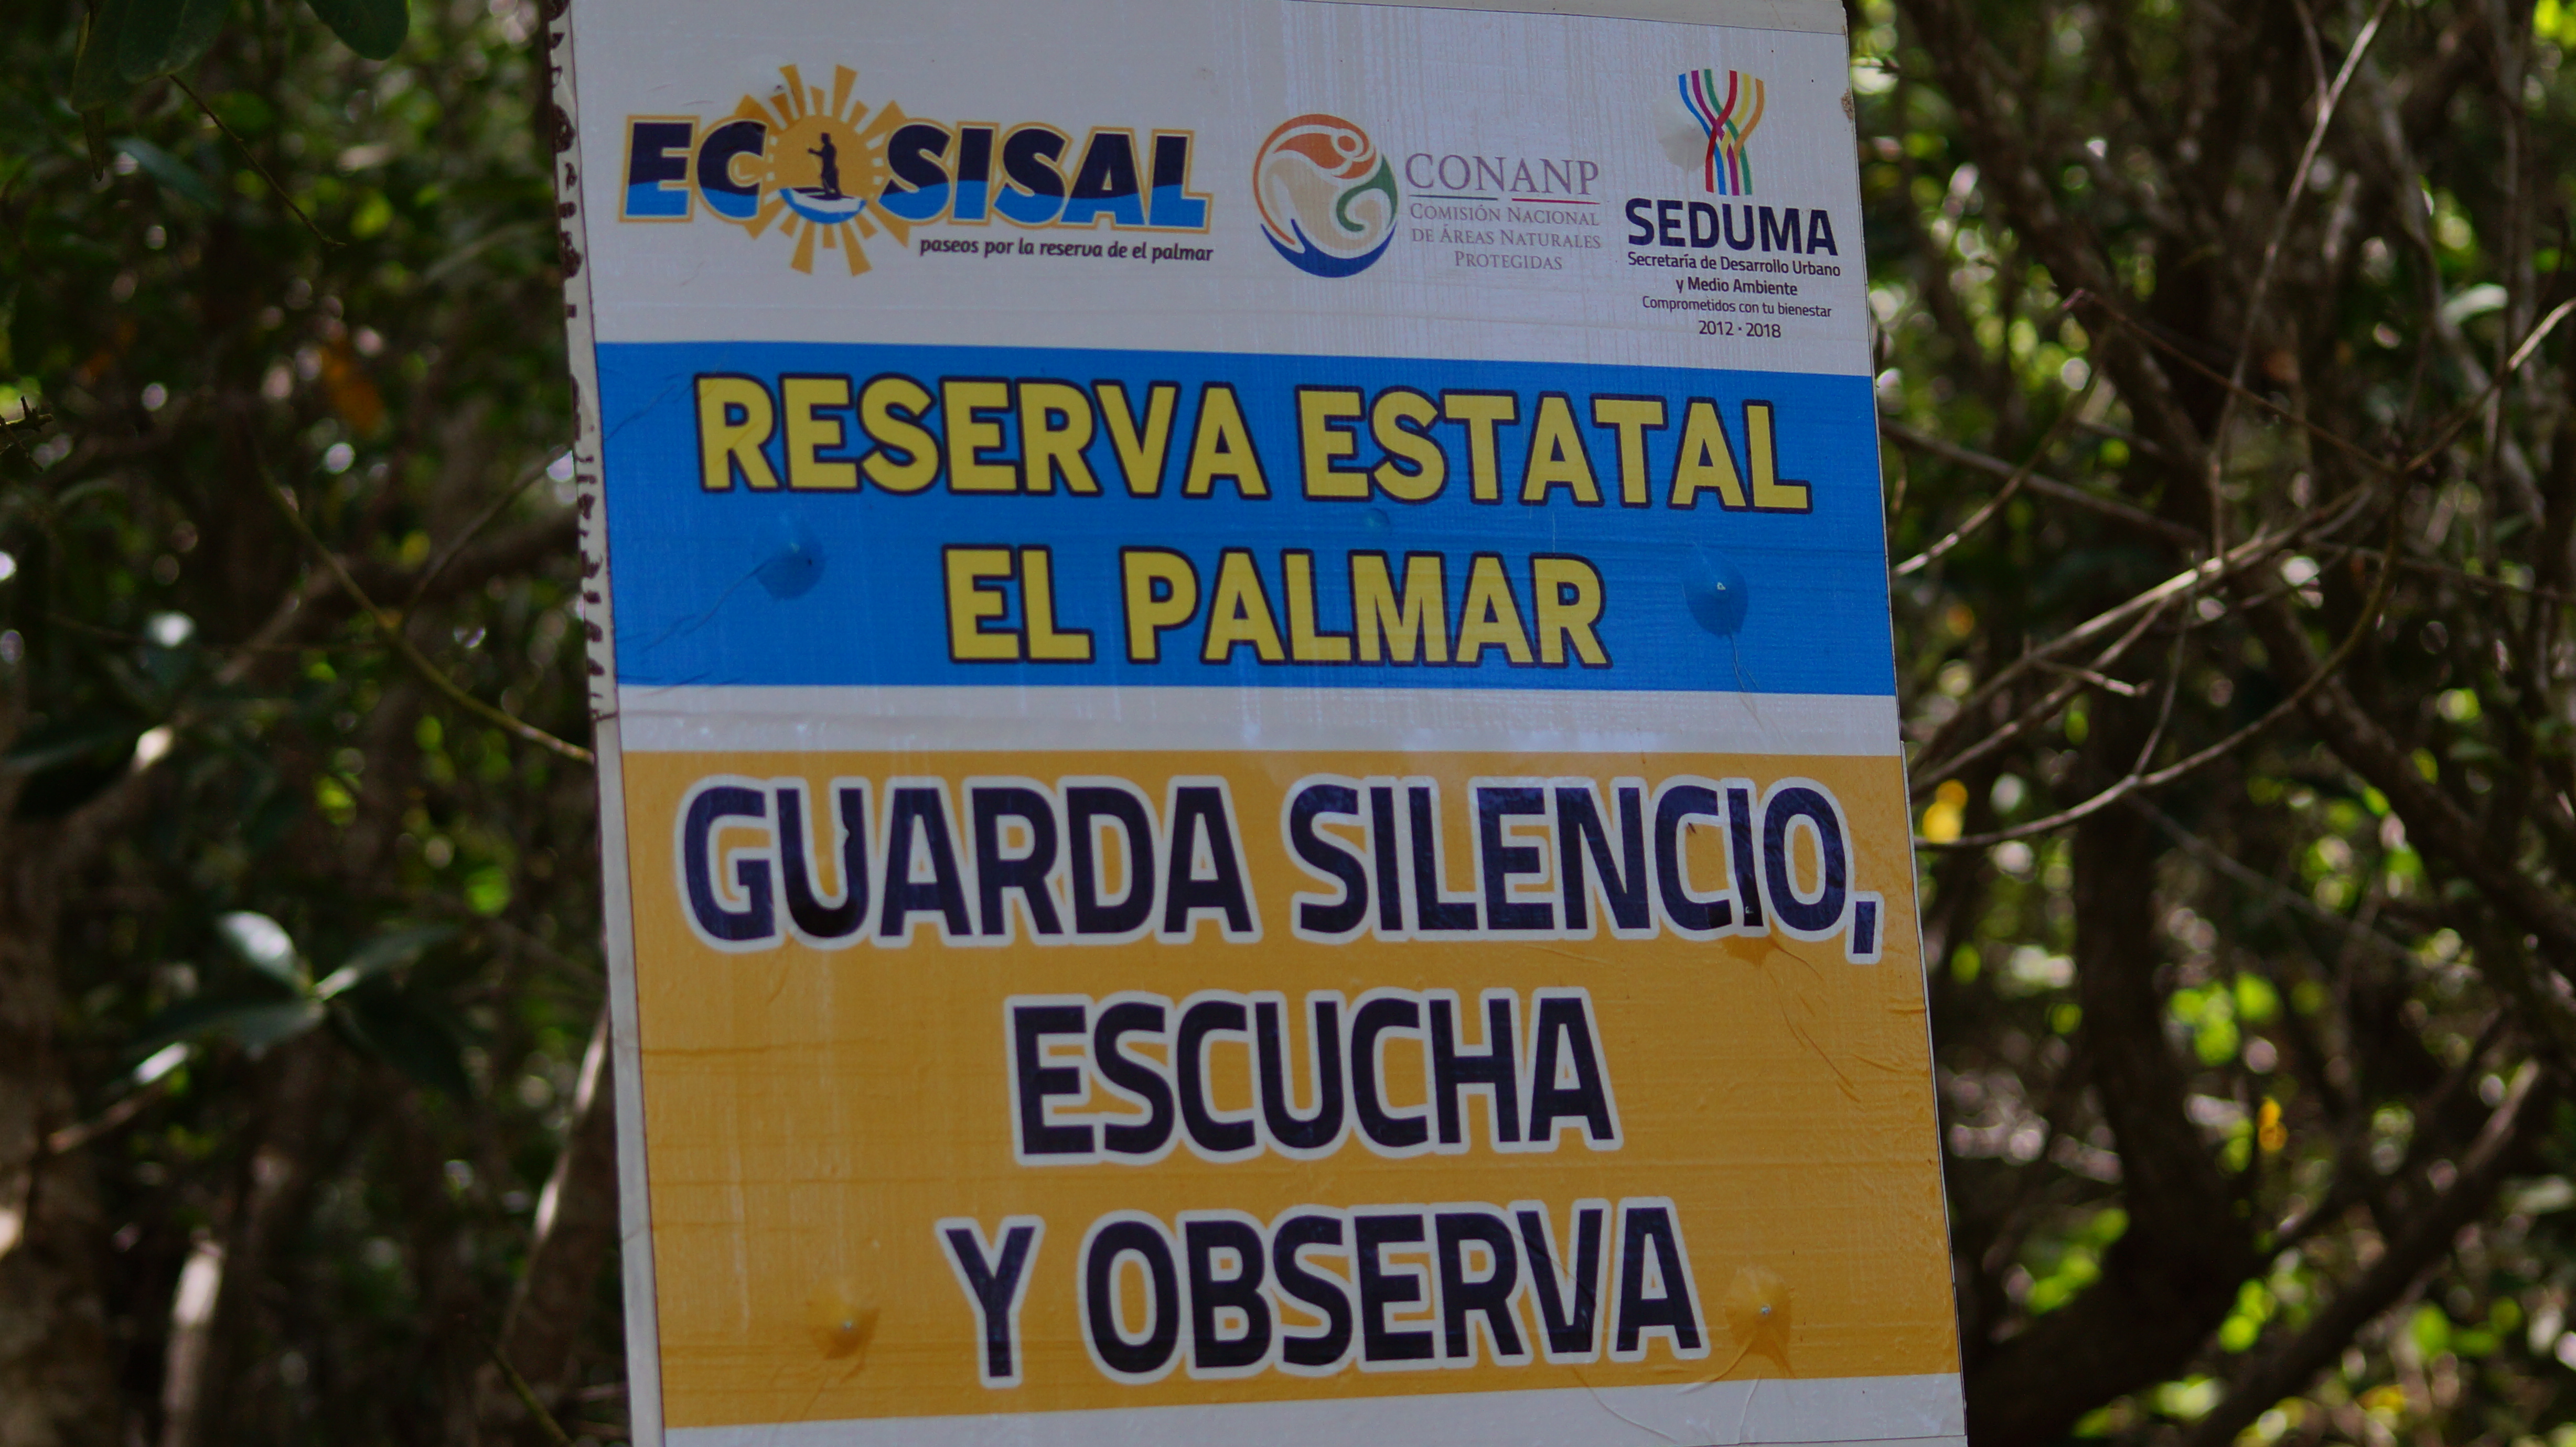 ECOSISAL
paseos por la reserva de el palmar
CONANP
COMISIÓN NACIONAL
DE ÁREAS NATURALES
PROTEGIDAS
SEDUMA
Secretaría de Desarrollo Urbano
y Medio Ambiente
Comprometidos con tu bienestar
2012 · 2018
RESERVA ESTATAL
EL PALMAR
GUARDA SILENCIO,
ESCUCHA
Y OBSERVA